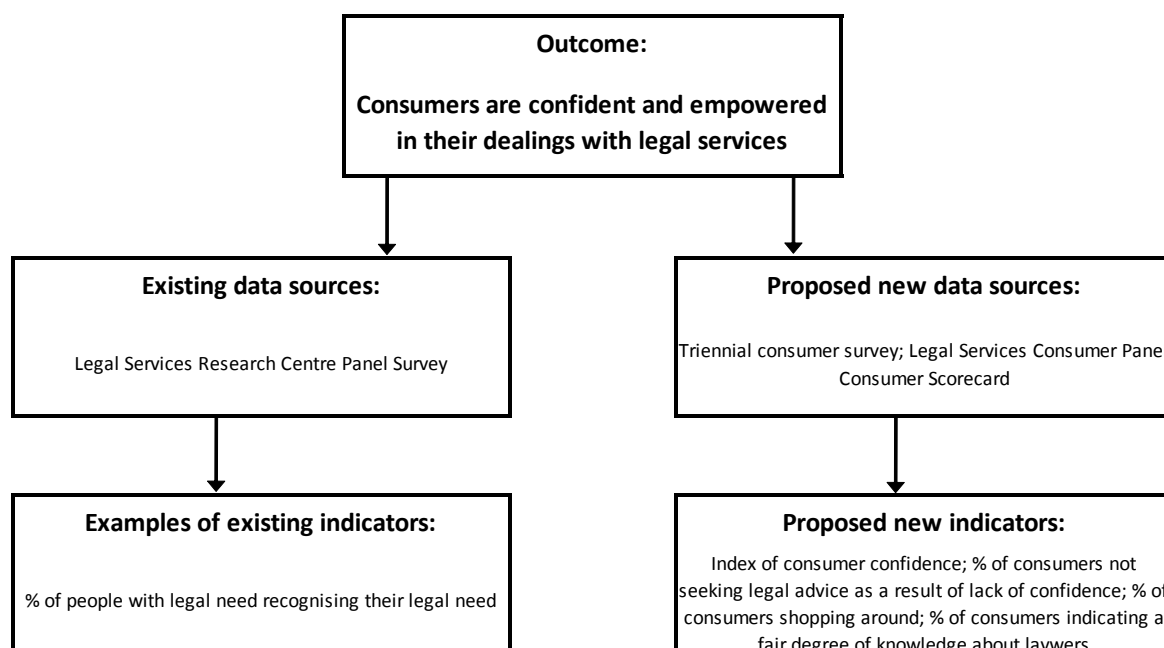 Outcome:
Consumers are confident and empowered
in their dealings with legal services
Existing data sources:
Legal Services Research Centre Panel Survey
Proposed new data sources:
Triennial consumer survey; Legal Services Consumer Pane
Consumer Scorecard
Examples of existing indicators:
% of people with legal need recognising their legal need
Proposed new indicators:
Index of consumer confidence; % of consumers not
seeking legal advice as a result of lack of confidence; % of
consumers shopping around; % of consumers indicating a
fair degree of knowledge about laywers